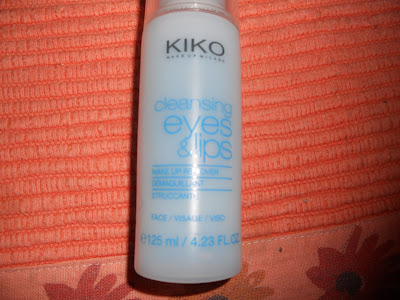 KIKO
MAKE UP MILANO
cleansing
eyes
&lips
MAKE UP REMOVER
DÉMAQUILLANT
STRUCCANTE
FACE / VISAGE / VISO
e125 ml / 4.23 FL.OZ.